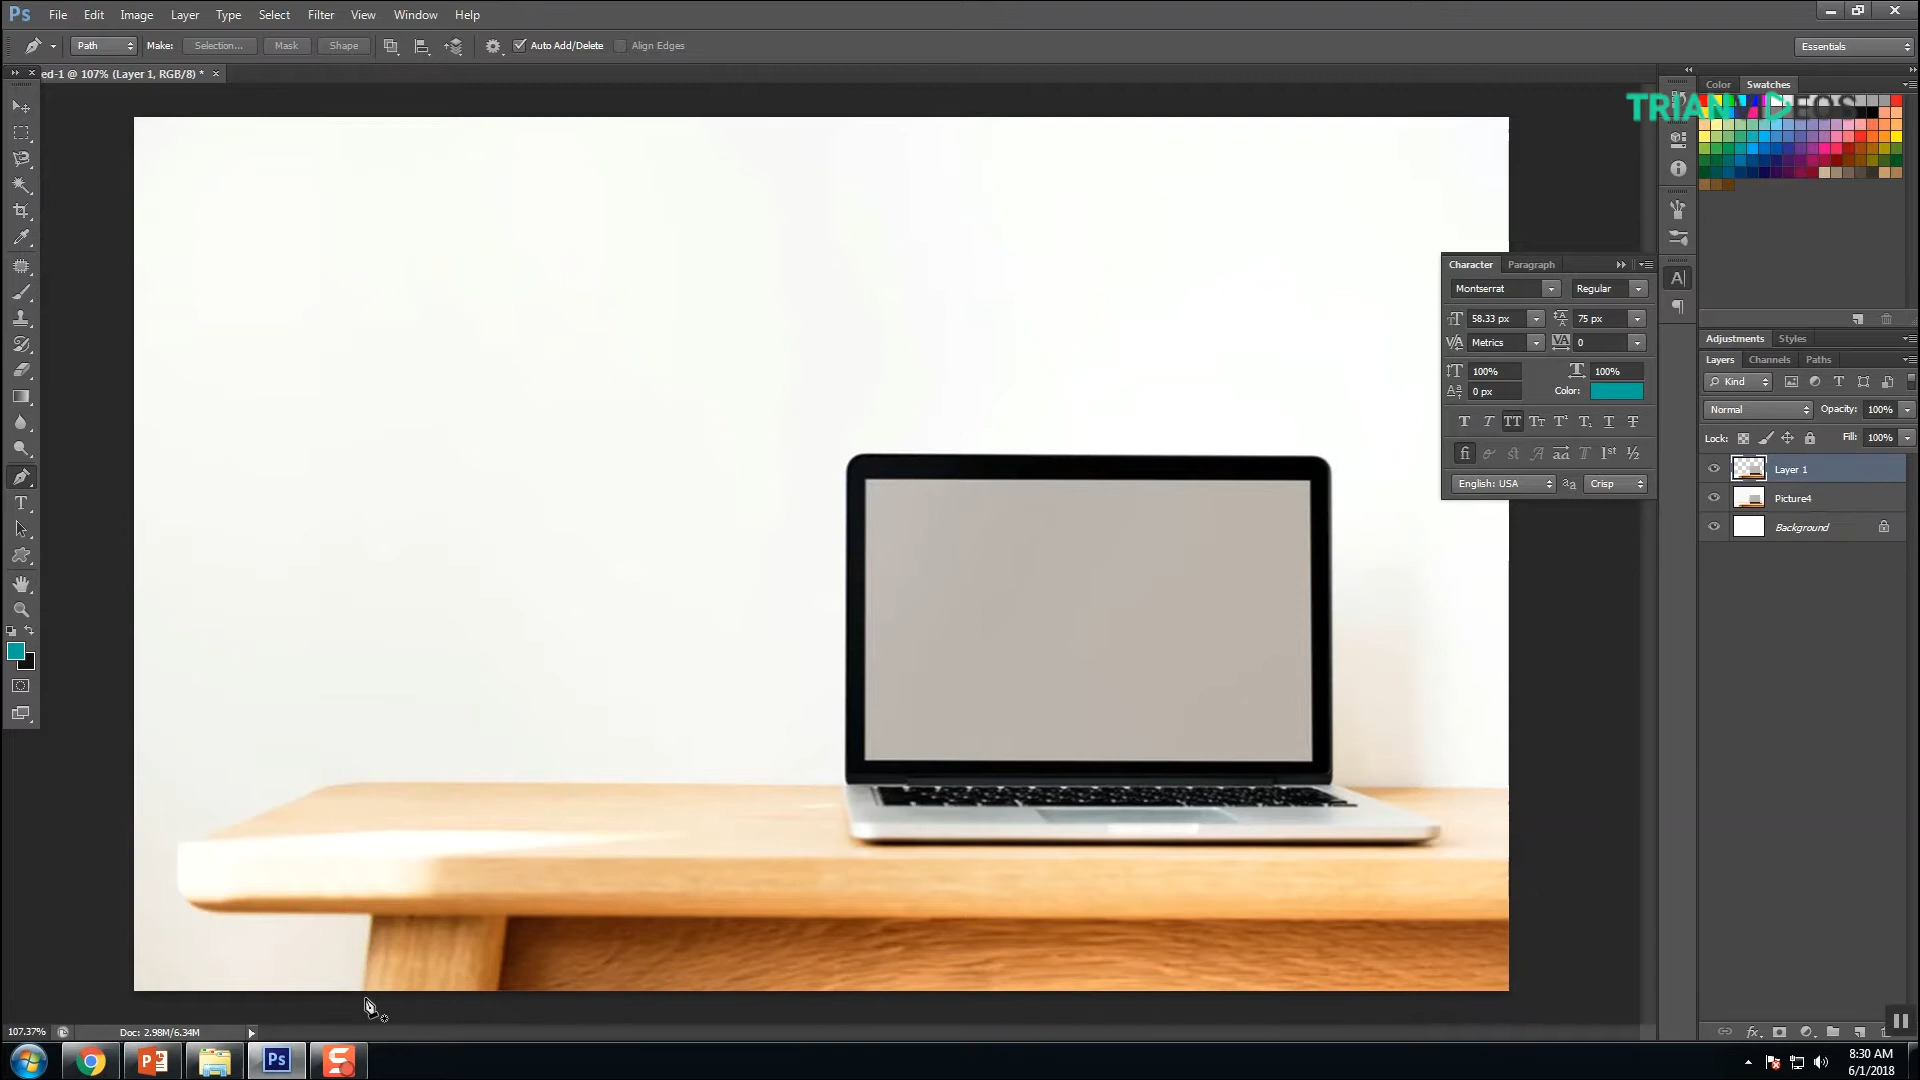 Ps File Edit Image Layer Type Select Filter View Window Help
Path Make: Selection... Mask Shape Auto Add/Delete Align Edges Essentials
ed-1 @ 107% (Layer 1, RGB/8) * ×
Color Swatches
TRIANVIDEOS
Character Paragraph
Montserrat Regular
58.33 px 75 px
Metrics 0
100% 100%
0 px Color:
English: USA Crisp
Adjustments Styles
Layers Channels Paths
Kind
Normal Opacity: 100%
Lock: Fill: 100%
Layer 1
Picture4
Background
107.37% Doc: 2.98M/6.34M
8:30 AM
6/1/2018